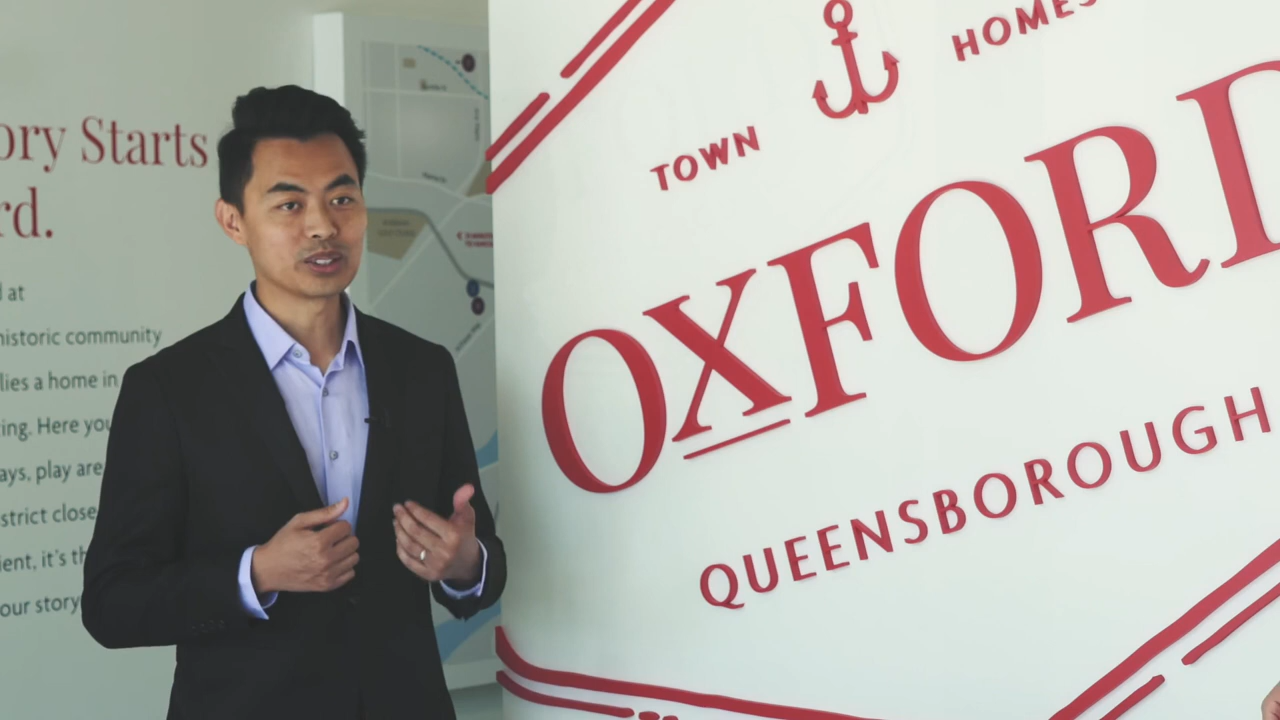 ory Starts
rd.
d at
historic community
lies a home in
ing. Here you
ays, play are
strict close
ient, it's th
our story
TOWN
HOMES
OXFORD
QUEENSBOROUGH